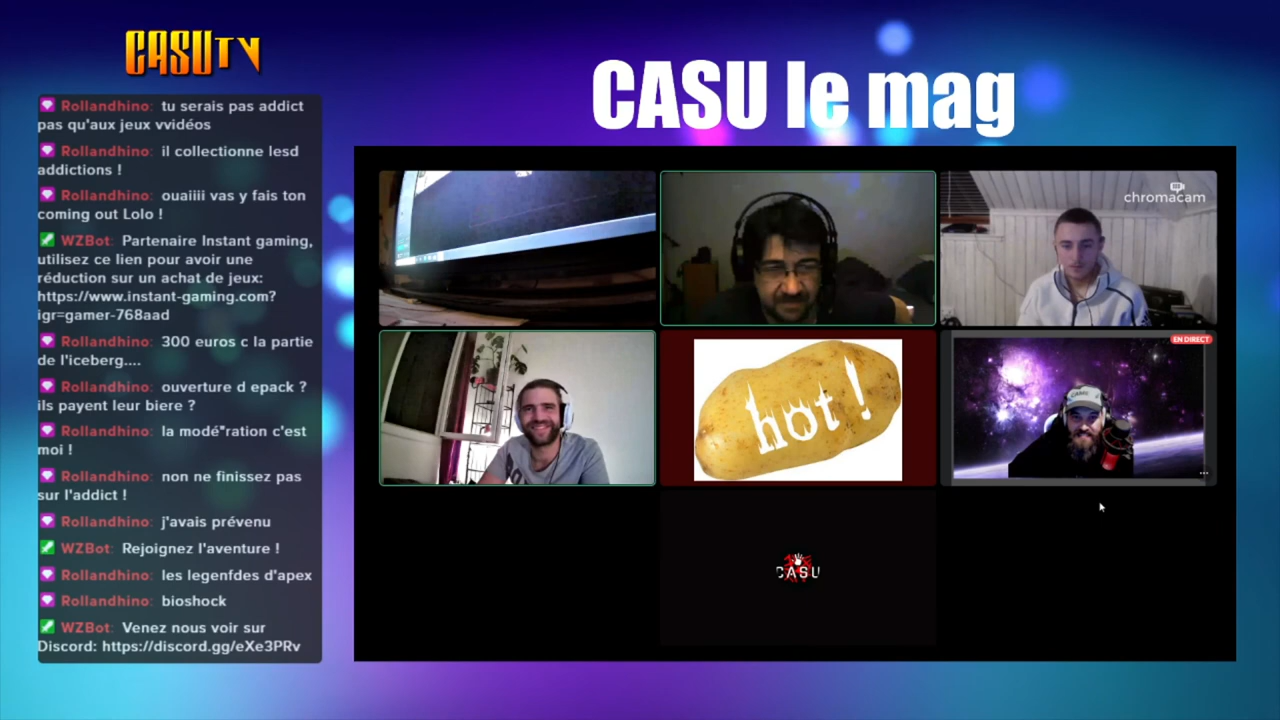 CASUTV
CASU le mag
Rollandhino: tu serais pas addict
pas qu'aux jeux vvidéos
Rollandhino: il collectionne lesd
addictions !
Rollandhino: ouaiiii vas y fais ton
coming out Lolo !
WZBot: Partenaire Instant gaming,
utilisez ce lien pour avoir une
réduction sur un achat de jeux:
https://www.instant-gaming.com?
igr=gamer-768aad
Rollandhino: 300 euros c la partie
de l'iceberg....
Rollandhino: ouverture d epack ?
ils payent leur biere ?
Rollandhino: la modé"ration c'est
moi !
Rollandhino: non ne finissez pas
sur l'addict !
Rollandhino: j'avais prévenu
WZBot: Rejoignez l'aventure !
Rollandhino: les legenfdes d'apex
Rollandhino: bioshock
WZBot: Venez nous voir sur
Discord: https://discord.gg/eXe3PRv
chromacam
hot !
EN DIRECT
CASU